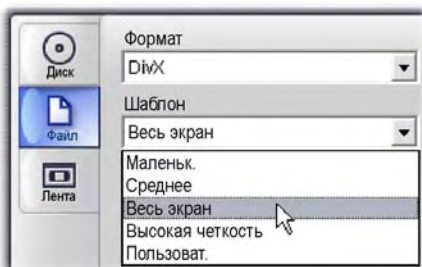 Формат
Диск
DivX
Шаблон
Файл
Весь экран
Маленьк.
Среднее
Лента
Весь экран
Высокая четкость
Пользоват.